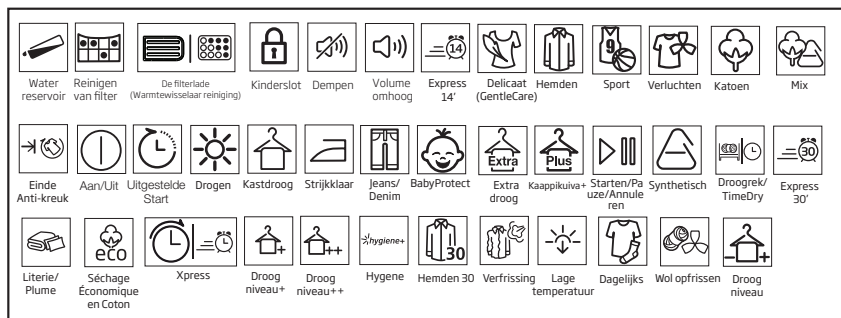 14
9
Water reservoir
Reinigen van filter
De filterlade (Warmtewisselaar reiniging)
Kinderslot
Dempen
Volume omhoog
Express 14'
Delicaat (GentleCare)
Hemden
Sport
Verluchten
Katoen
Mix
Extra
Plus
30
Einde Anti-kreuk
Aan/Uit
Uitgestelde Start
Drogen
Kastdroog
Strijkklaar
Jeans/ Denim
BabyProtect
Extra droog
Kaappikuiva+
Starten/Pa uze/Annule ren
Synthetisch
Droogrek/ TimeDry
Express 30'
eco
+
++
hygiene+
30
- +
Literie/ Plume
Séchage Économique en Coton
Xpress
Droog niveau+
Droog niveau++
Hygene
Hemden 30
Verfrissing
Lage temperatuur
Dagelijks
Wol opfrissen
Droog niveau